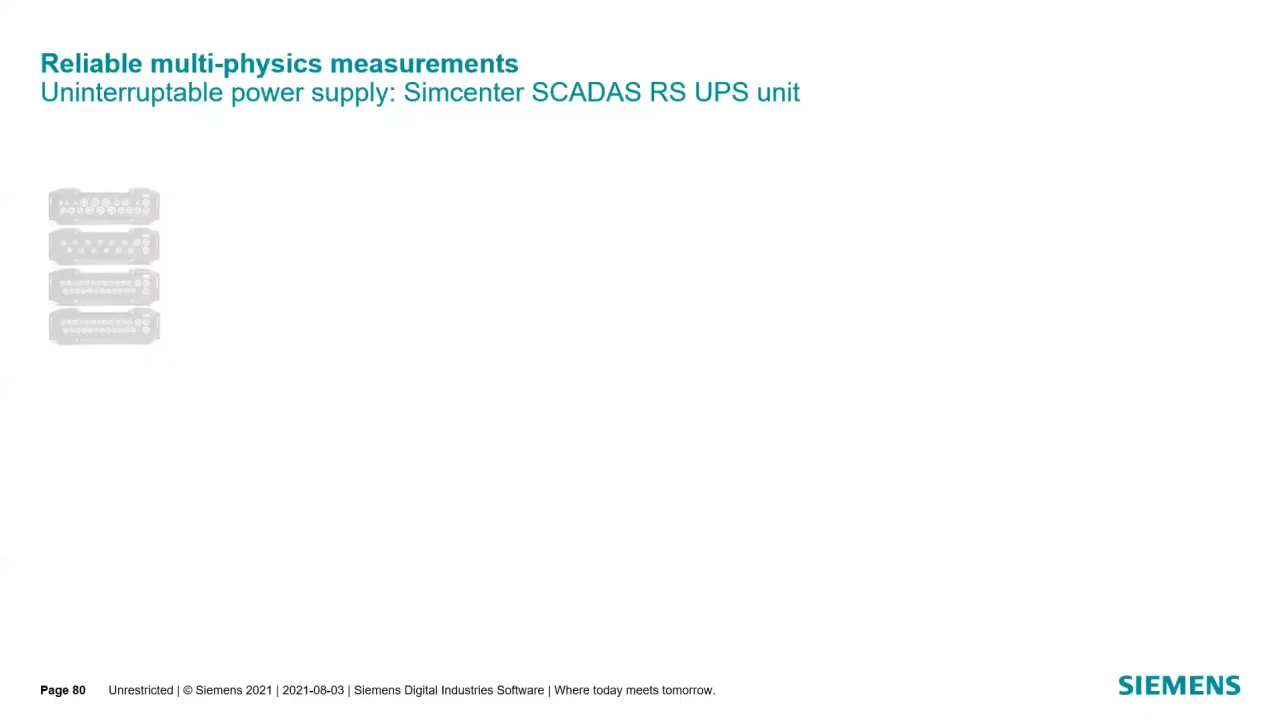 Reliable multi-physics measurements
Uninterruptable power supply: Simcenter SCADAS RS UPS unit
Page 80 Unrestricted | © Siemens 2021 | 2021-08-03 | Siemens Digital Industries Software | Where today meets tomorrow.
SIEMENS